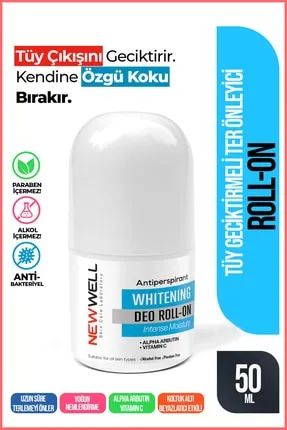 Tüy Çıkışını Geciktirir.
Kendine Özgü Koku
Bırakır.
PARABEN
İÇERMEZ!
ALKOL
İÇERMEZ!
ANTİ-
BAKTERİYEL
TÜY GECİKTİRMELİ TER ÖNLEYİCİ
ROLL-ON
NEWWELL
Skin Care Laboratory
Antiperspirant
WHITENING
DEO ROLL-ON
Intense Moisture
• ALPHA ARBUTIN
• VITAMIN C
Suitable for all skin types
• Alcohol Free • Paraben Free
50
ML
UZUN SÜRE
TERLEMEYİ ÖNLER
YOĞUN
NEMLENDİRME
ALPHA ARBUTIN
VITAMIN C
KOLTUK ALTI
BEYAZLATICI ETKİLİ